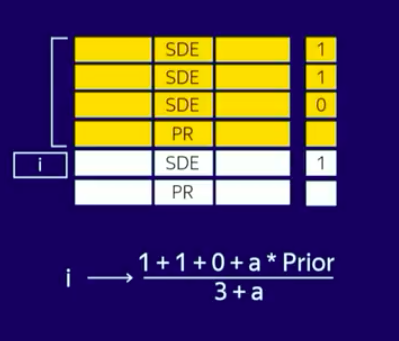 SDE 1
SDE 1
SDE 0
PR
i SDE 1
PR
i → 1+1+0+a * Prior
3+a